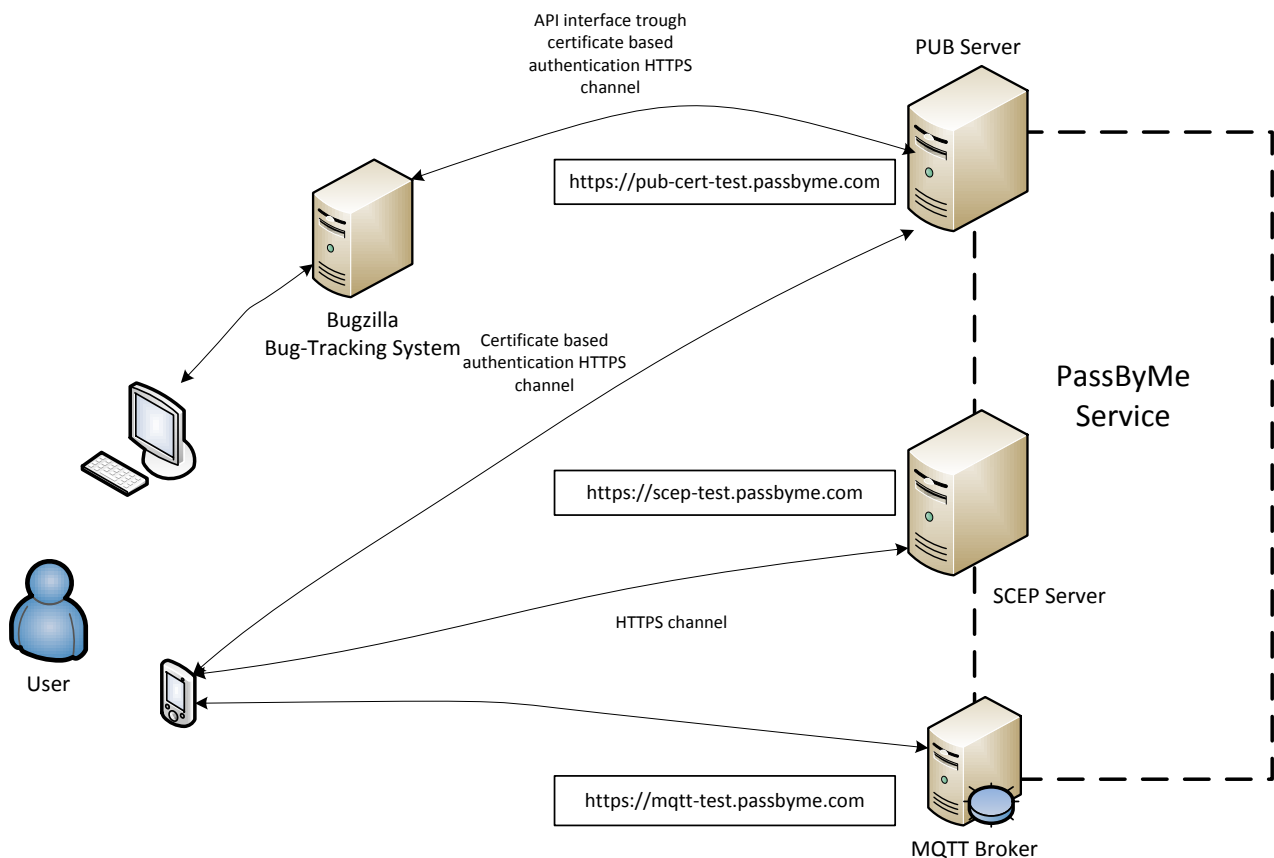 API interface trough
certificate based
authentication HTTPS
channel
PUB Server
https://pub-cert-test.passbyme.com
Bugzilla
Bug-Tracking System
Certificate based
authentication HTTPS
channel
PassByMe
Service
https://scep-test.passbyme.com
SCEP Server
HTTPS channel
User
https://mqtt-test.passbyme.com
MQTT Broker